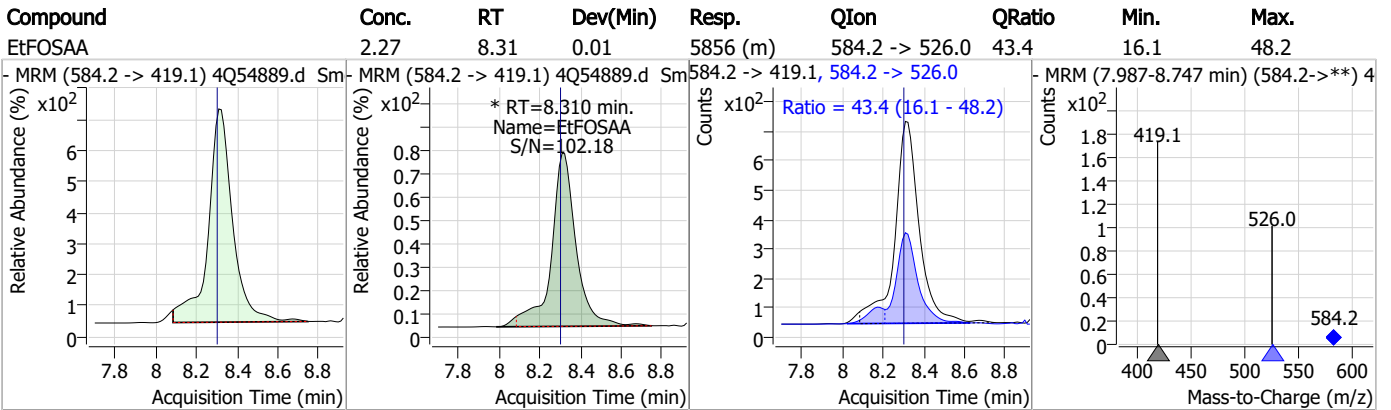 Compound Conc. RT Dev(Min) Resp. QIon QRatio Min. Max.
EtFOSAA 2.27 8.31 0.01 5856 (m) 584.2 -> 526.0 43.4 16.1 48.2
- MRM (584.2 -> 419.1) 4Q54889.d Sm
x10²
Relative Abundance (%)
6
5
4
3
2
1
0
7.8 8 8.2 8.4 8.6 8.8
Acquisition Time (min)
- MRM (584.2 -> 419.1) 4Q54889.d Sm
x10²
* RT=8.310 min.
Name=EtFOSAA
S/N=102.18
Relative Abundance (%)
0.8
0.7
0.6
0.5
0.4
0.3
0.2
0.1
0
7.8 8 8.2 8.4 8.6 8.8
Acquisition Time (min)
584.2 -> 419.1, 584.2 -> 526.0
x10²
Ratio = 43.4 (16.1 - 48.2)
Counts
6
5
4
3
2
1
0
7.8 8 8.2 8.4 8.6 8.8
Acquisition Time (min)
- MRM (7.987-8.747 min) (584.2->**) 4
x10²
Counts
1.8
1.6
1.4
1.2
1
0.8
0.6
0.4
0.2
0
419.1
526.0
584.2
400 450 500 550 600
Mass-to-Charge (m/z)